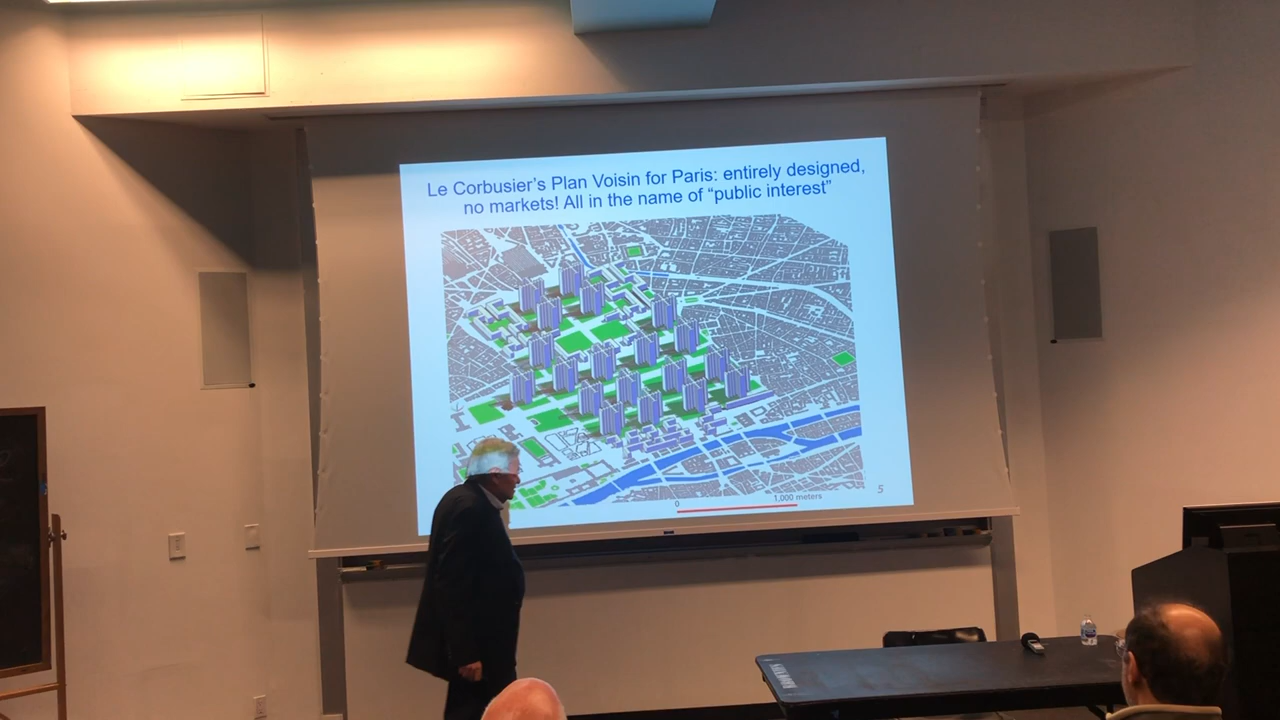 Le Corbusier's Plan Voisin for Paris: entirely designed,
no markets! All in the name of “public interest”
0
1,000 meters
5